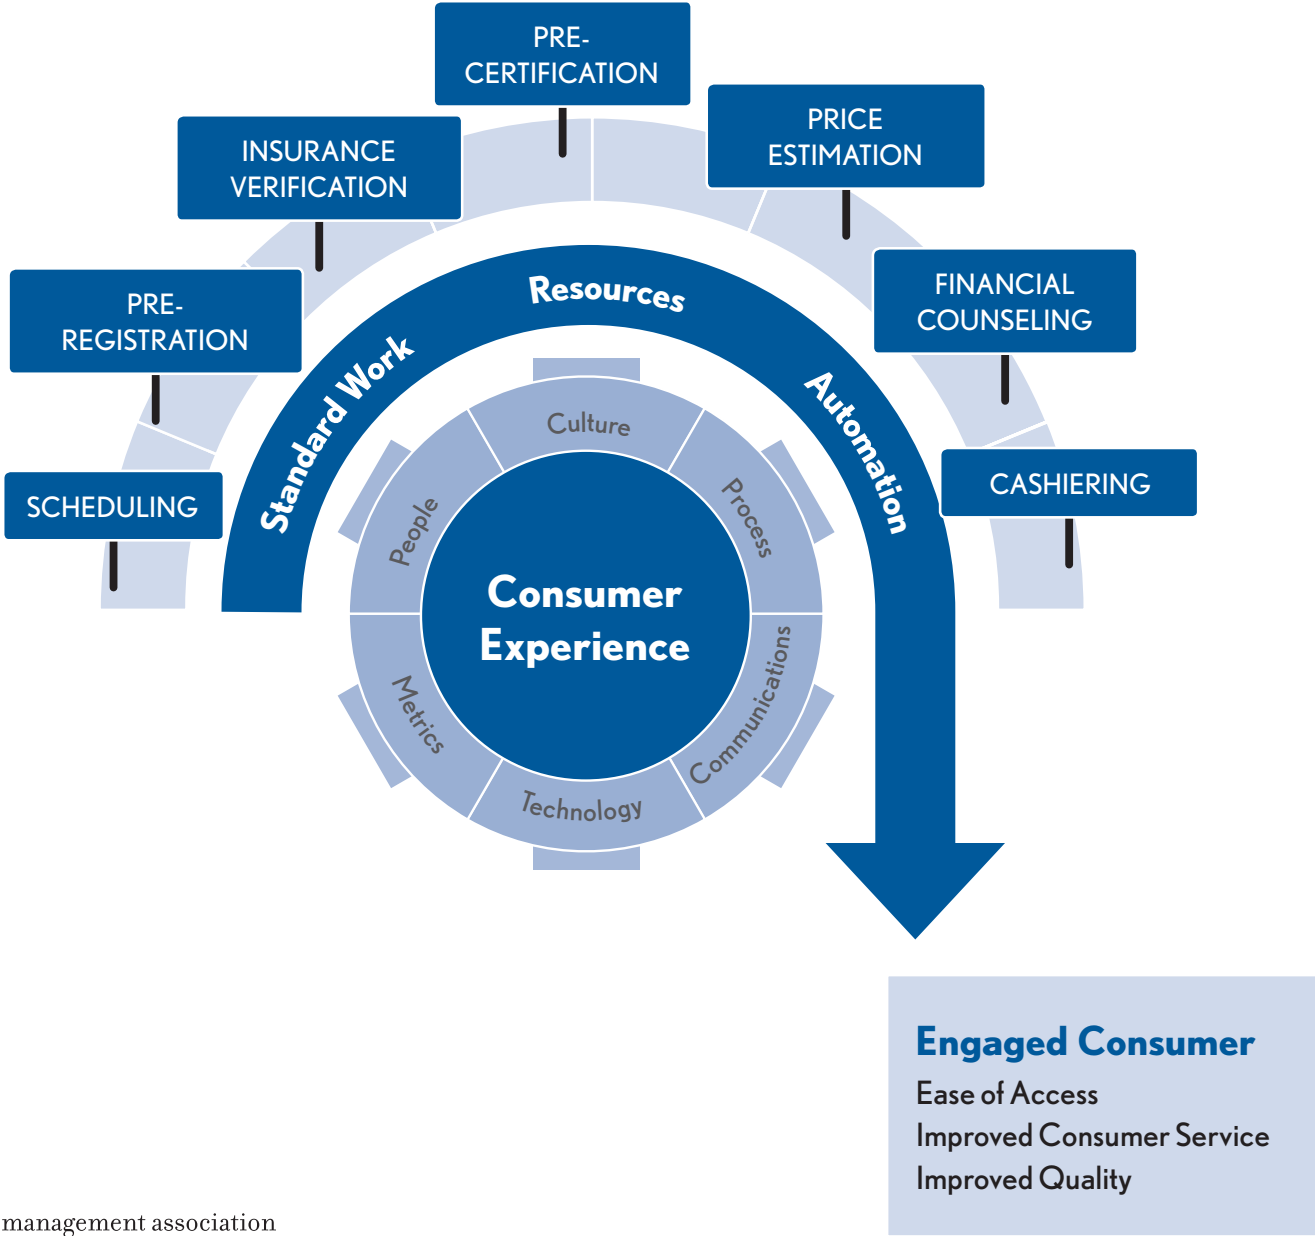 PRE-
CERTIFICATION
PRICE
ESTIMATION
INSURANCE
VERIFICATION
FINANCIAL
COUNSELING
PRE-
REGISTRATION
CASHIERING
SCHEDULING
Standard Work
Resources
Automation
Culture
Process
People
Communications
Metrics
Technology
Consumer
Experience
Engaged Consumer
Ease of Access
Improved Consumer Service
Improved Quality
management association